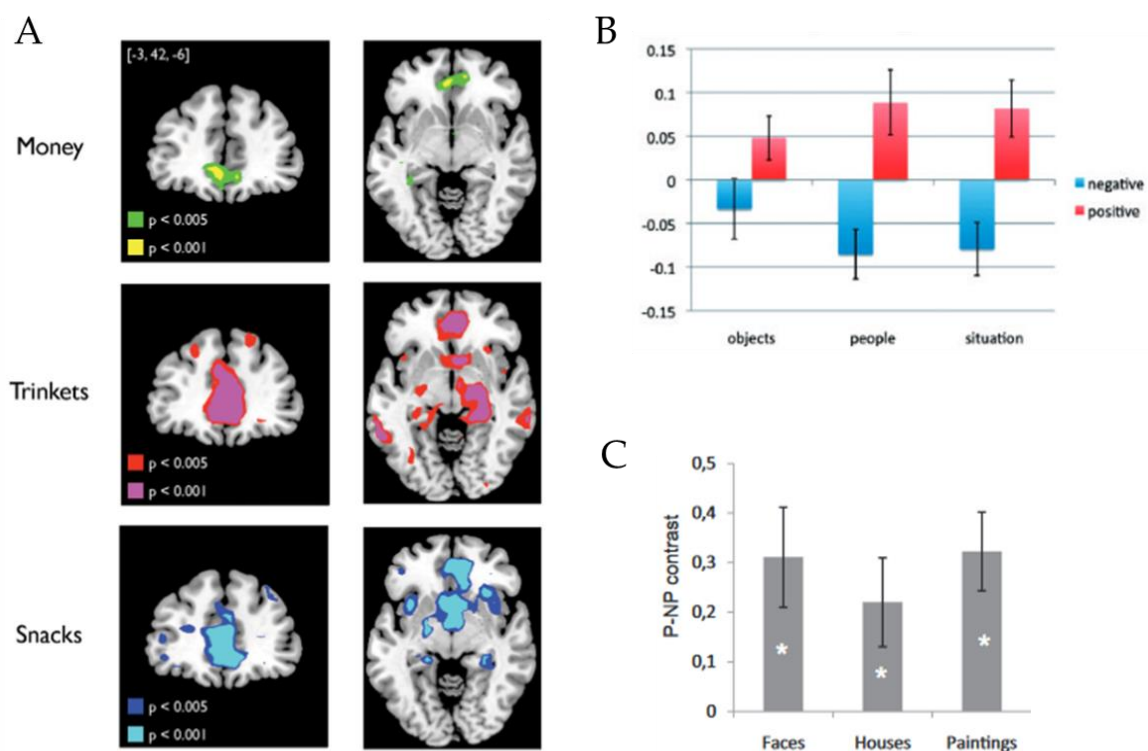 A
[-3, 42, -6]
Money
p < 0.005
p < 0.001
Trinkets
p < 0.005
p < 0.001
Snacks
p < 0.005
p < 0.001
B
0.15
0.1
0.05
0
-0.05
-0.1
-0.15
objects people situation
negative
positive
C
P-NP contrast
0,5
0,4
0,3
0,2
0,1
0
* * *
Faces Houses Paintings